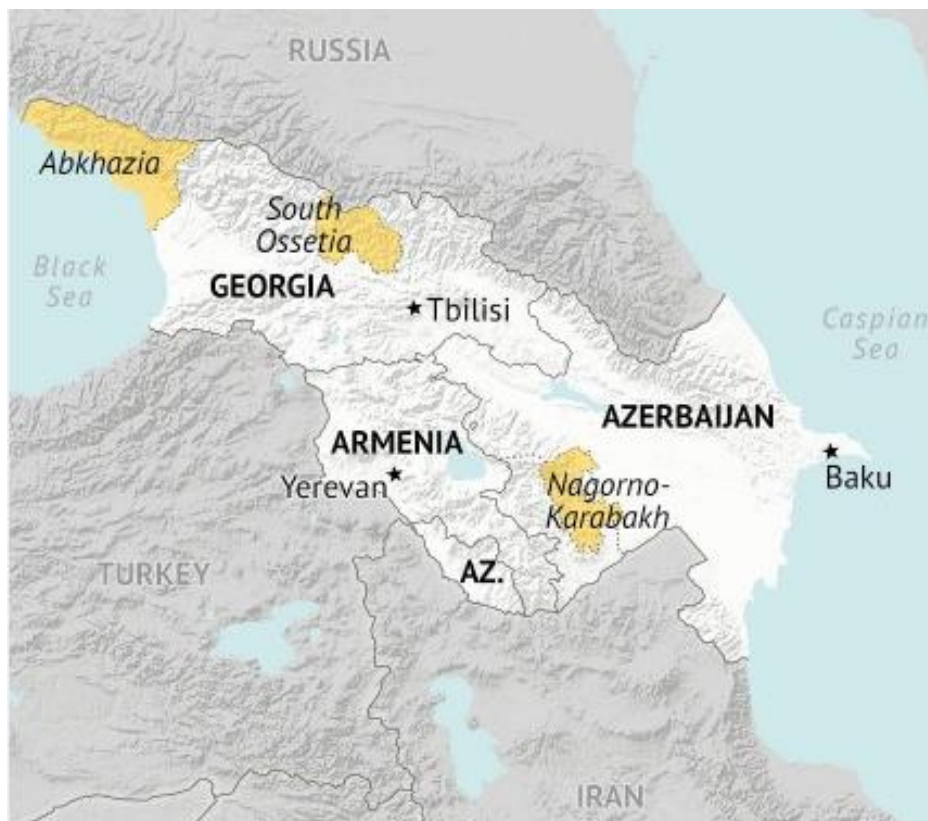 RUSSIA
Abkhazia
South
Ossetia
Black
Sea
GEORGIA
Tbilisi
Caspian
Sea
AZERBAIJAN
ARMENIA
Yerevan
Baku
Nagorno-
Karabakh
TURKEY
AZ.
IRAN